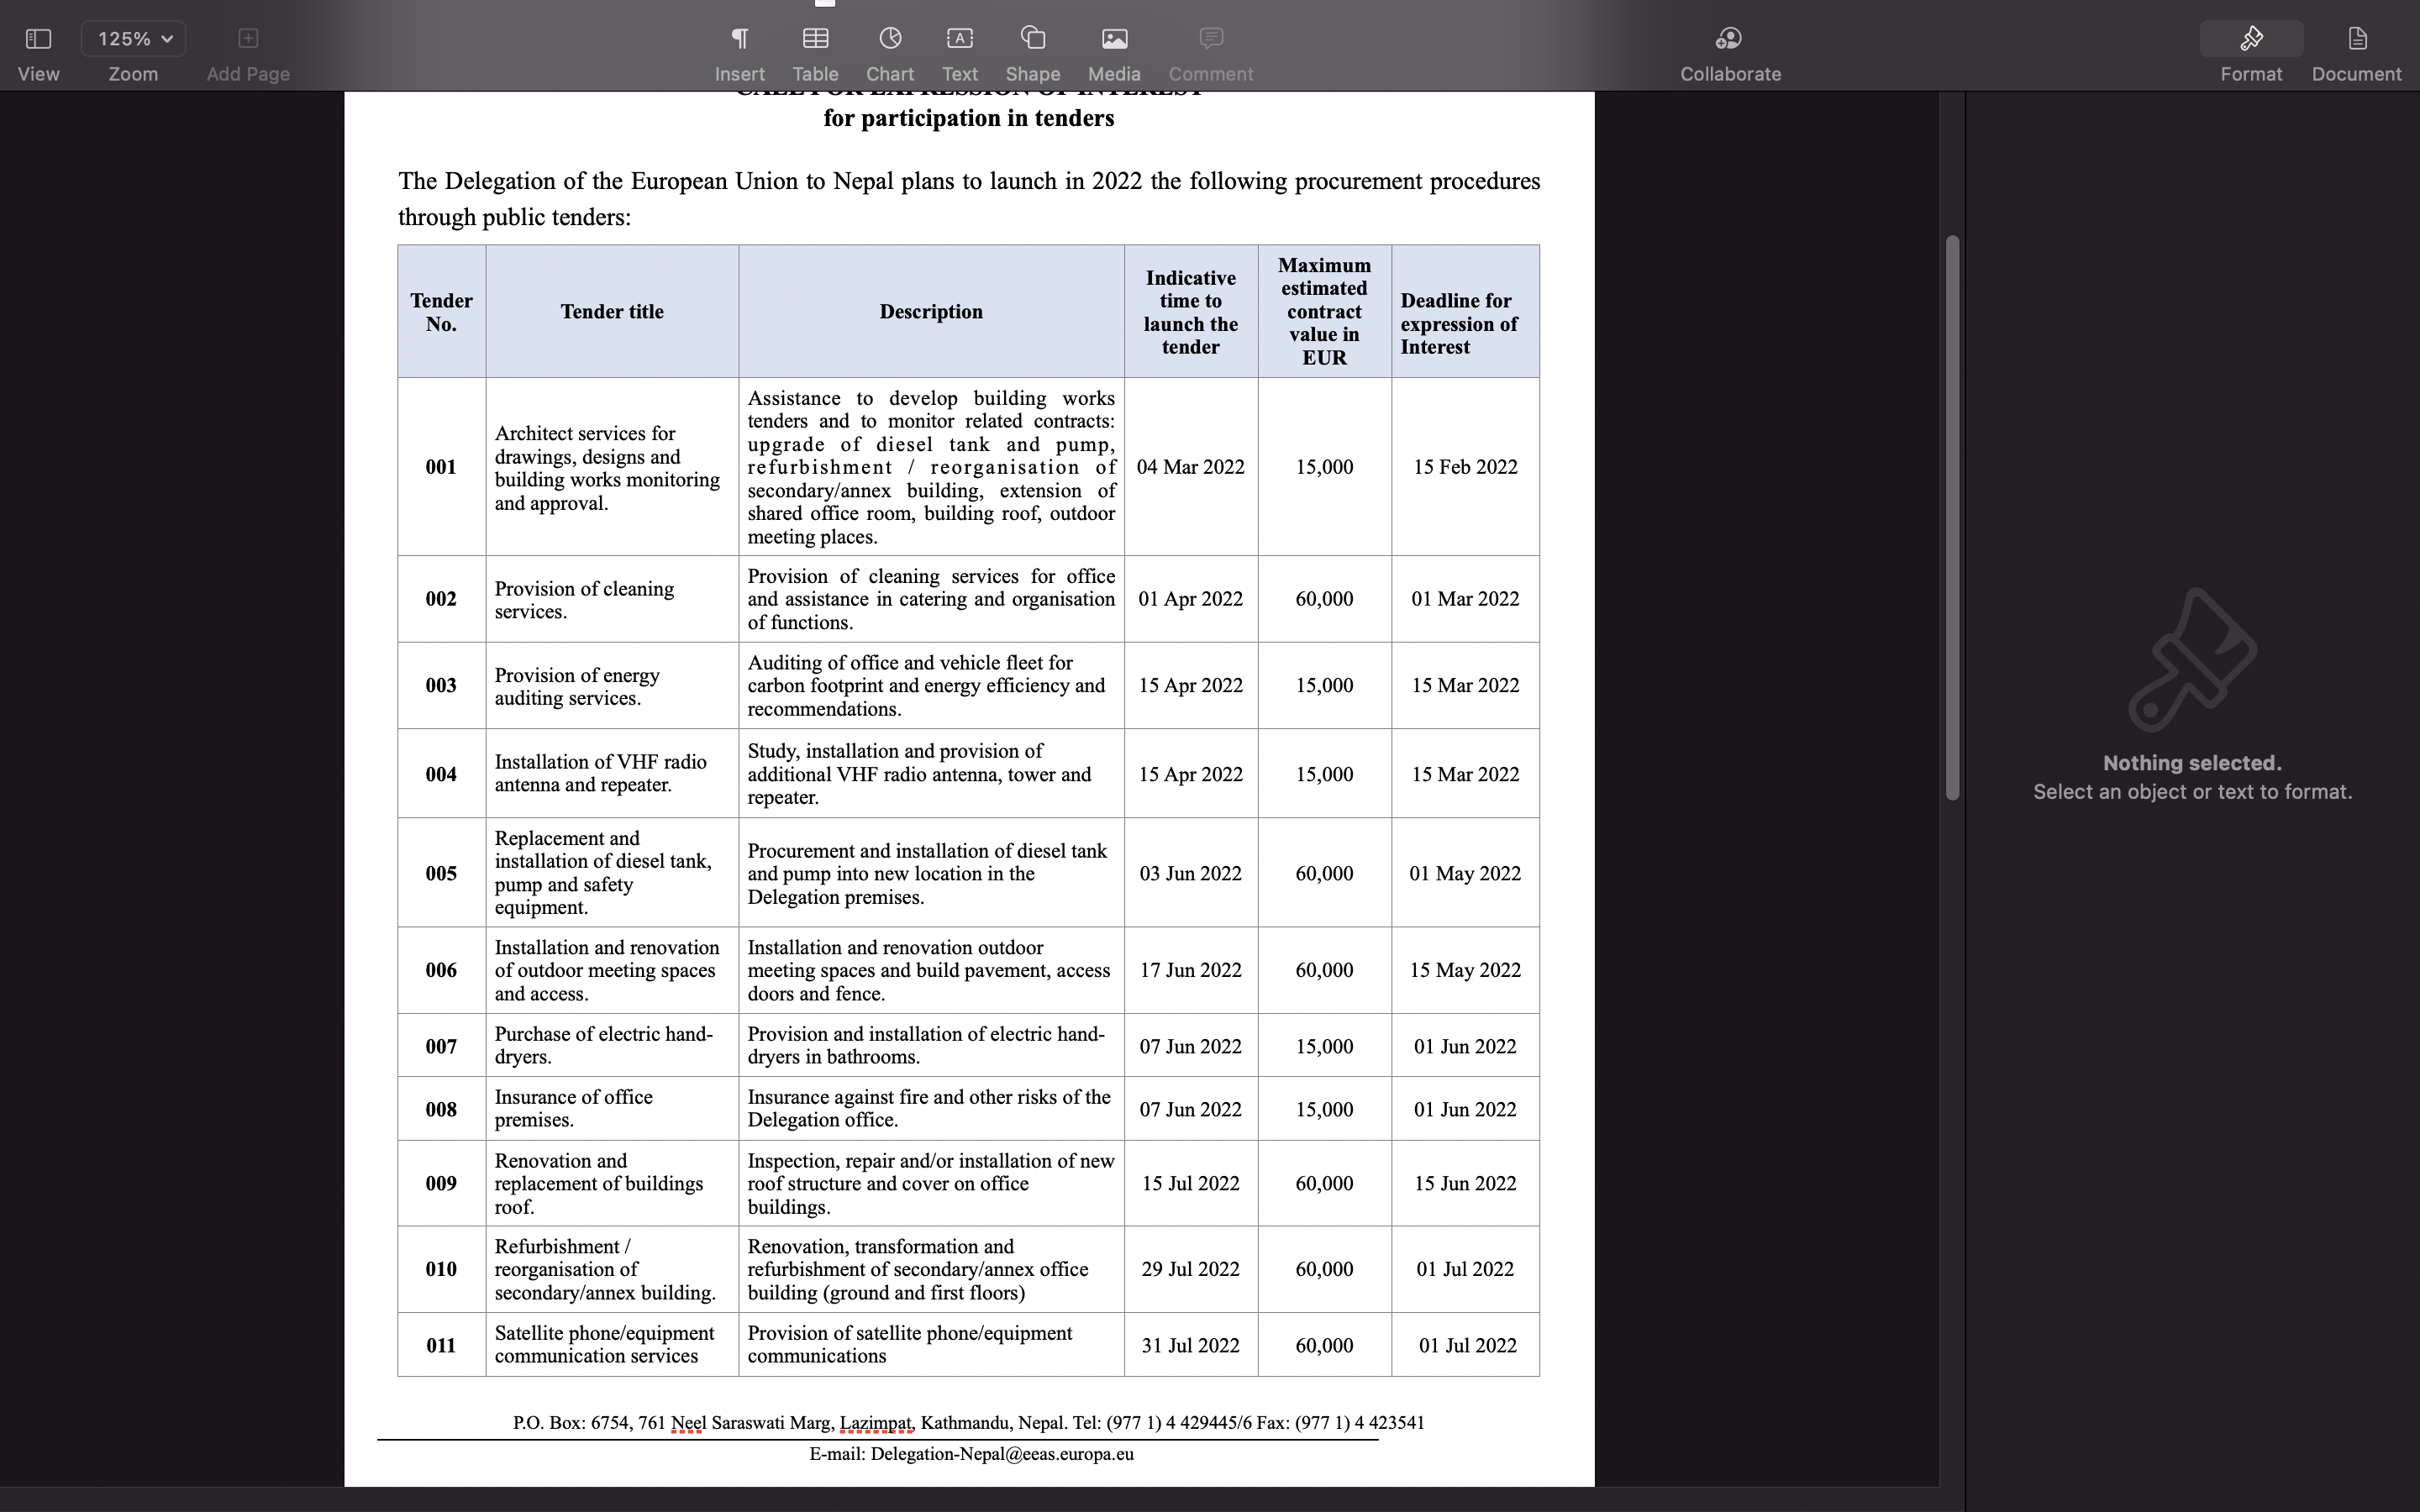 125%
View
Zoom
Add Page
Insert
Table
Chart
Text
Shape
Media
Comment
Collaborate
Format
Document
CALL FOR EXPRESSION OF INTEREST
for participation in tenders
The Delegation of the European Union to Nepal plans to launch in 2022 the following procurement procedures
through public tenders:
Tender
No.
Tender title
Description
Indicative
time to
launch the
tender
Maximum
estimated
contract
value in
EUR
Deadline for
expression of
Interest
001
Architect services for
drawings, designs and
building works monitoring
and approval.
Assistance to develop building works
tenders and to monitor related contracts:
upgrade of diesel tank and pump,
refurbishment / reorganisation of
secondary/annex building, extension of
shared office room, building roof, outdoor
meeting places.
04 Mar 2022
15,000
15 Feb 2022
002
Provision of cleaning
services.
Provision of cleaning services for office
and assistance in catering and organisation
of functions.
01 Apr 2022
60,000
01 Mar 2022
003
Provision of energy
auditing services.
Auditing of office and vehicle fleet for
carbon footprint and energy efficiency and
recommendations.
15 Apr 2022
15,000
15 Mar 2022
004
Installation of VHF radio
antenna and repeater.
Study, installation and provision of
additional VHF radio antenna, tower and
repeater.
15 Apr 2022
15,000
15 Mar 2022
005
Replacement and
installation of diesel tank,
pump and safety
equipment.
Procurement and installation of diesel tank
and pump into new location in the
Delegation premises.
03 Jun 2022
60,000
01 May 2022
006
Installation and renovation
of outdoor meeting spaces
and access.
Installation and renovation outdoor
meeting spaces and build pavement, access
doors and fence.
17 Jun 2022
60,000
15 May 2022
007
Purchase of electric hand-
dryers.
Provision and installation of electric hand-
dryers in bathrooms.
07 Jun 2022
15,000
01 Jun 2022
008
Insurance of office
premises.
Insurance against fire and other risks of the
Delegation office.
07 Jun 2022
15,000
01 Jun 2022
009
Renovation and
replacement of buildings
roof.
Inspection, repair and/or installation of new
roof structure and cover on office
buildings.
15 Jul 2022
60,000
15 Jun 2022
010
Refurbishment /
reorganisation of
secondary/annex building.
Renovation, transformation and
refurbishment of secondary/annex office
building (ground and first floors)
29 Jul 2022
60,000
01 Jul 2022
011
Satellite phone/equipment
communication services
Provision of satellite phone/equipment
communications
31 Jul 2022
60,000
01 Jul 2022
P.O. Box: 6754, 761 Neel Saraswati Marg, Lazimpat, Kathmandu, Nepal. Tel: (977 1) 4 429445/6 Fax: (977 1) 4 423541
E-mail: Delegation-Nepal@eeas.europa.eu
Nothing selected.
Select an object or text to format.